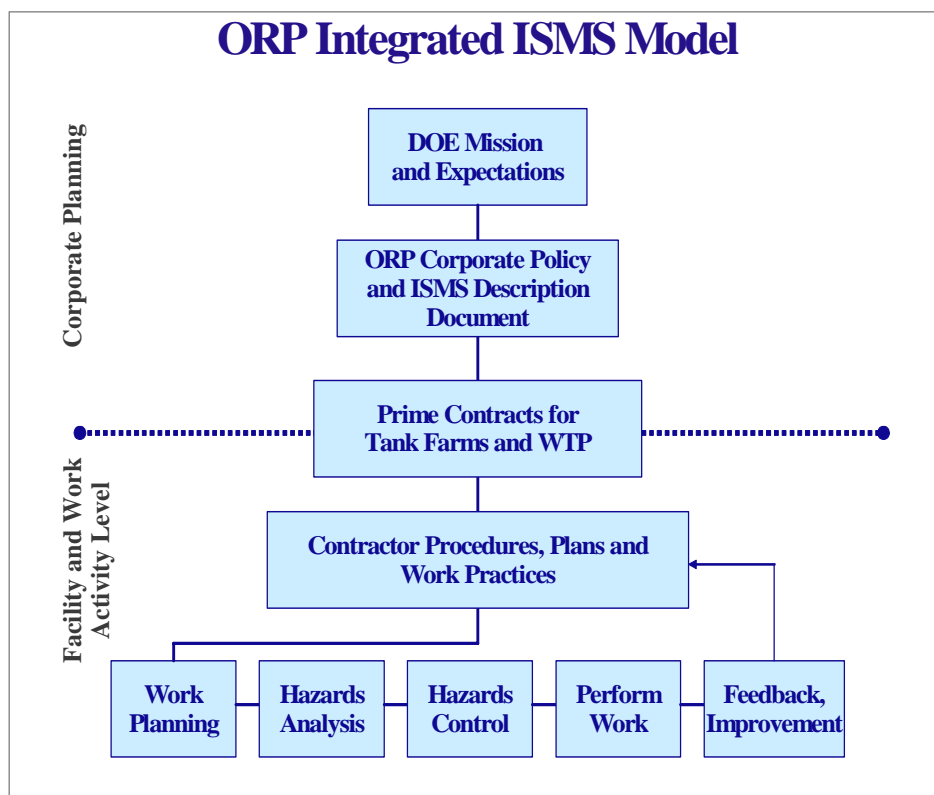 ORP Integrated ISMS Model
Corporate Planning
DOE Mission
and Expectations
ORP Corporate Policy
and ISMS Description
Document
Prime Contracts for
Tank Farms and WTP
Facility and Work
Activity Level
Contractor Procedures, Plans and
Work Practices
Work
Planning
Hazards
Analysis
Hazards
Control
Perform
Work
Feedback,
Improvement